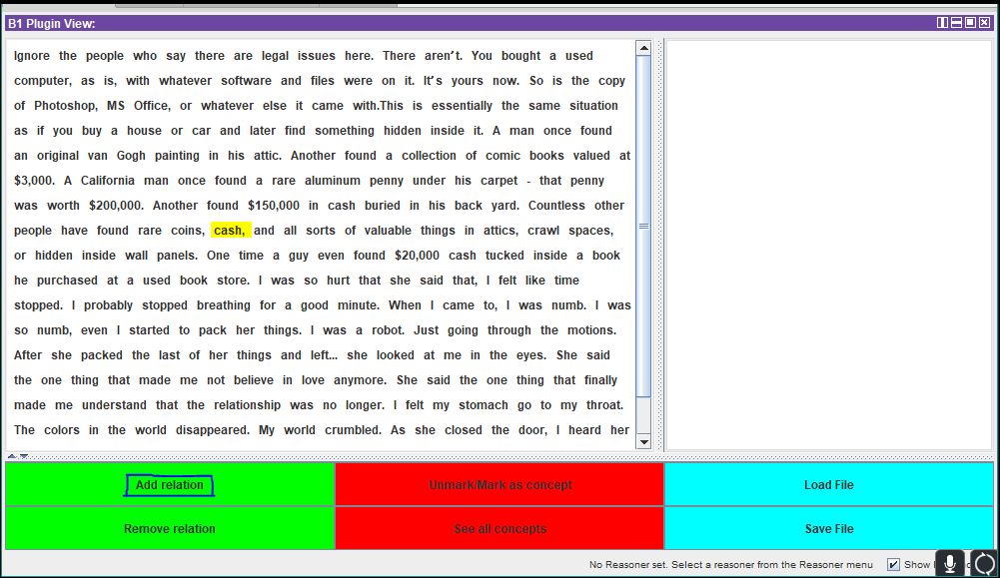 B1 Plugin View:
Ignore the people who say there are legal issues here. There aren't. You bought a used
computer, as is, with whatever software and files were on it. It's yours now. So is the copy
of Photoshop, MS Office, or whatever else it came with.This is essentially the same situation
as if you buy a house or car and later find something hidden inside it. A man once found
an original van Gogh painting in his attic. Another found a collection of comic books valued at
$3,000. A California man once found a rare aluminum penny under his carpet - that penny
was worth $200,000. Another found $150,000 in cash buried in his back yard. Countless other
people have found rare coins, cash, and all sorts of valuable things in attics, crawl spaces,
or hidden inside wall panels. One time a guy even found $20,000 cash tucked inside a book
he purchased at a used book store. I was so hurt that she said that, I felt like time
stopped. I probably stopped breathing for a good minute. When I came to, I was numb. I was
so numb, even I started to pack her things. I was a robot. Just going through the motions.
After she packed the last of her things and left... she looked at me in the eyes. She said
the one thing that made me not believe in love anymore. She said the one thing that finally
made me understand that the relationship was no longer. I felt my stomach go to my throat.
The colors in the world disappeared. My world crumbled. As she closed the door, I heard her
Add relation
Unmark/Mark as concept
Load File
Remove relation
See all concepts
Save File
No Reasoner set. Select a reasoner from the Reasoner menu
Show